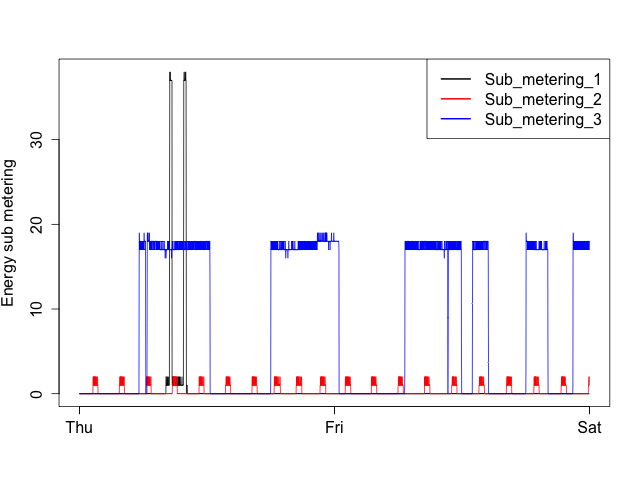 Sub_metering_1
Sub_metering_2
Sub_metering_3
Energy sub metering
30
20
10
0
Thu
Fri
Sat